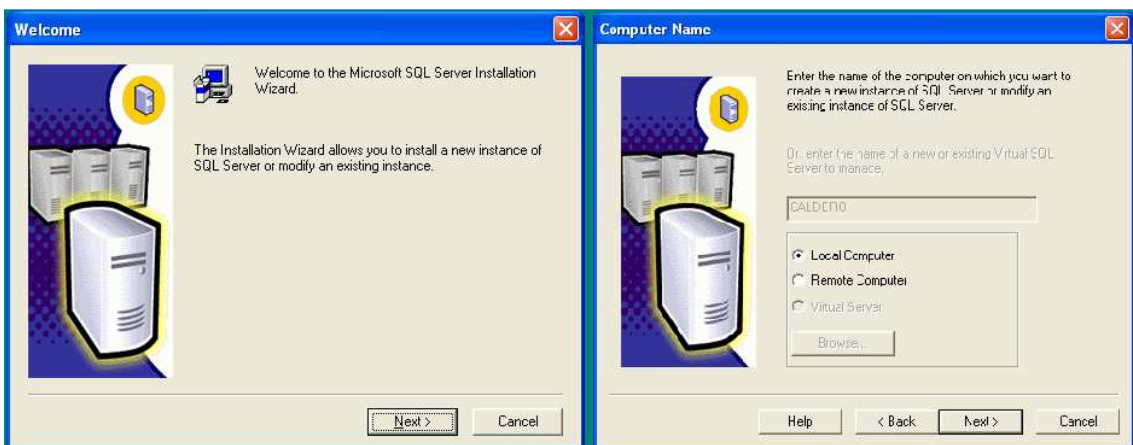 Welcome
Welcome to the Microsoft SQL Server Installation
Wizard.
The Installation Wizard allows you to install a new instance of
SQL Server or modify an existing instance.
Next >
Cancel
Computer Name
Enter the name of the computer on which you want to
create a new instance of SQL Server or modify an
existing instance of SQL Server.
Or, enter the name of a new or existing Virtual SQL
Server to manage.
Local Computer
Remote Computer
Virtual Server
Browse...
Help
< Back
Next >
Cancel